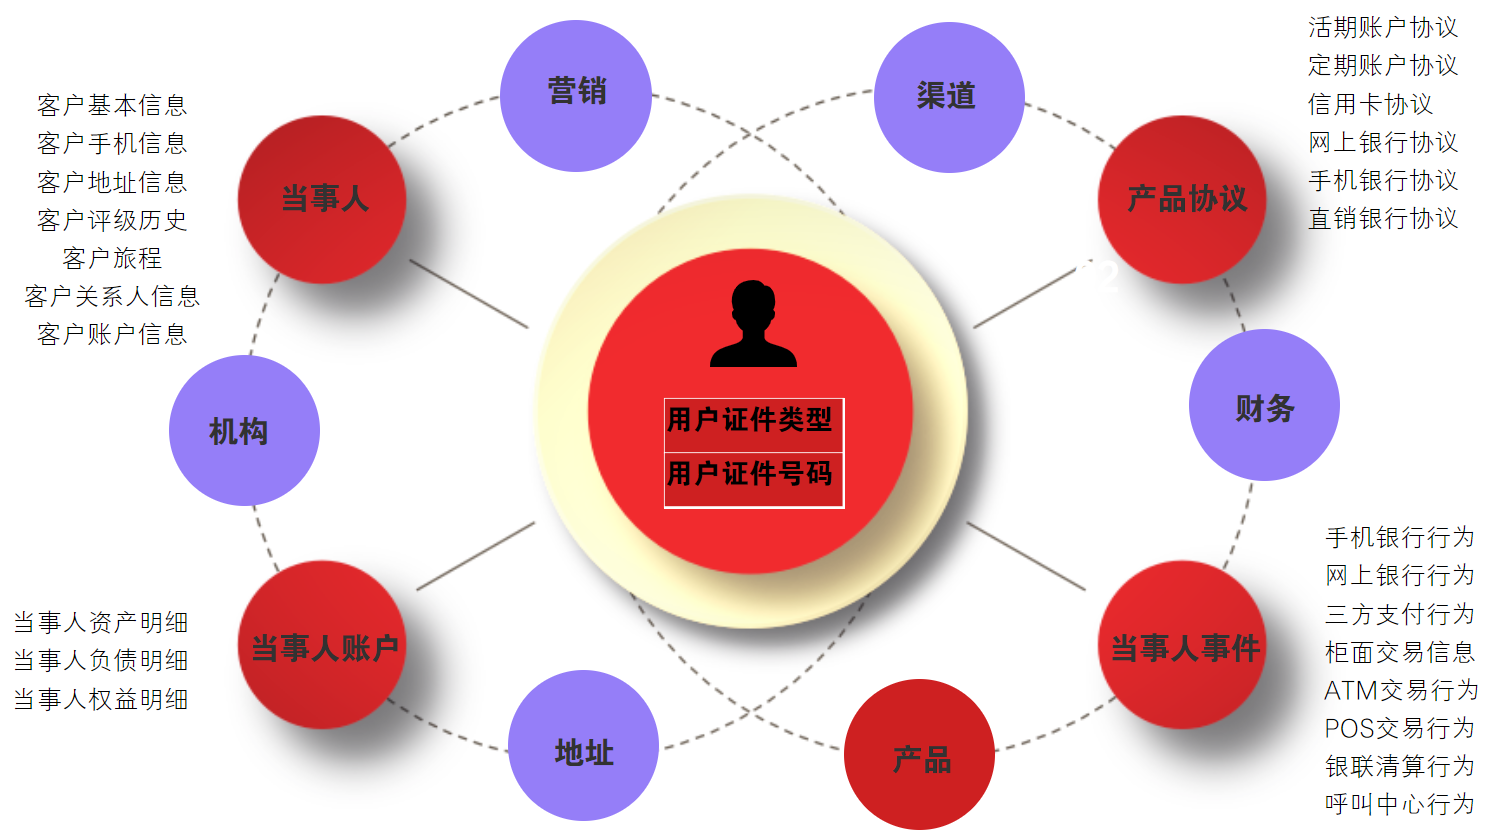 营销
渠道
客户基本信息
客户手机信息
客户地址信息
客户评级历史
客户旅程
客户关系人信息
客户账户信息
当事人
产品协议
活期账户协议
定期账户协议
信用卡协议
网上银行协议
手机银行协议
直销银行协议
2
机构
用户证件类型
用户证件号码
财务
当事人资产明细
当事人负债明细
当事人权益明细
当事人账户
当事人事件
手机银行行为
网上银行行为
三方支付行为
柜面交易信息
ATM交易行为
POS交易行为
银联清算行为
呼叫中心行为
地址
产品